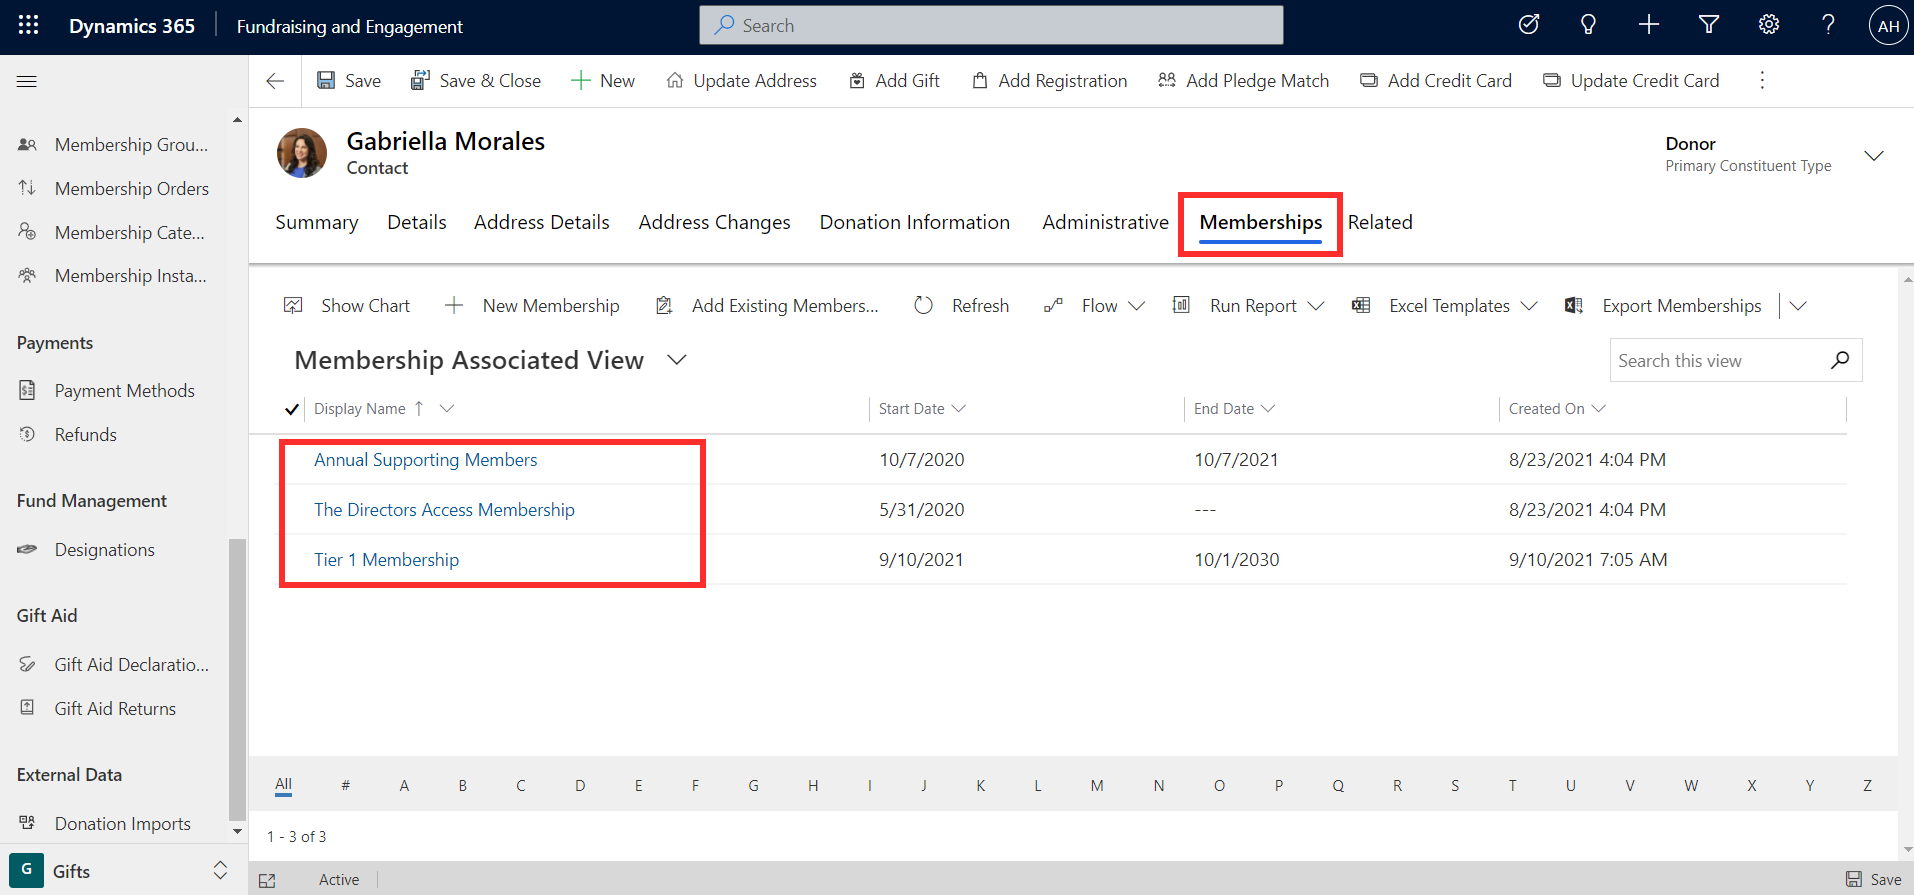 Dynamics 365 Fundraising and Engagement Search AH
Save Save & Close New Update Address Add Gift Add Registration Add Pledge Match Add Credit Card Update Credit Card
Membership Grou...
Membership Orders
Membership Cate...
Membership Insta...
Payments
Payment Methods
Refunds
Fund Management
Designations
Gift Aid
Gift Aid Declaratio...
Gift Aid Returns
External Data
Donation Imports
G Gifts
Gabriella Morales
Contact
Donor
Primary Constituent Type
Summary Details Address Details Address Changes Donation Information Administrative Memberships Related
Show Chart New Membership Add Existing Members... Refresh Flow Run Report Excel Templates Export Memberships
Membership Associated View Search this view
Display Name Start Date End Date Created On
Annual Supporting Members 10/7/2020 10/7/2021 8/23/2021 4:04 PM
The Directors Access Membership 5/31/2020 --- 8/23/2021 4:04 PM
Tier 1 Membership 9/10/2021 10/1/2030 9/10/2021 7:05 AM
All # A B C D E F G H I J K L M N O P Q R S T U V W X Y Z
1 - 3 of 3
Active Save